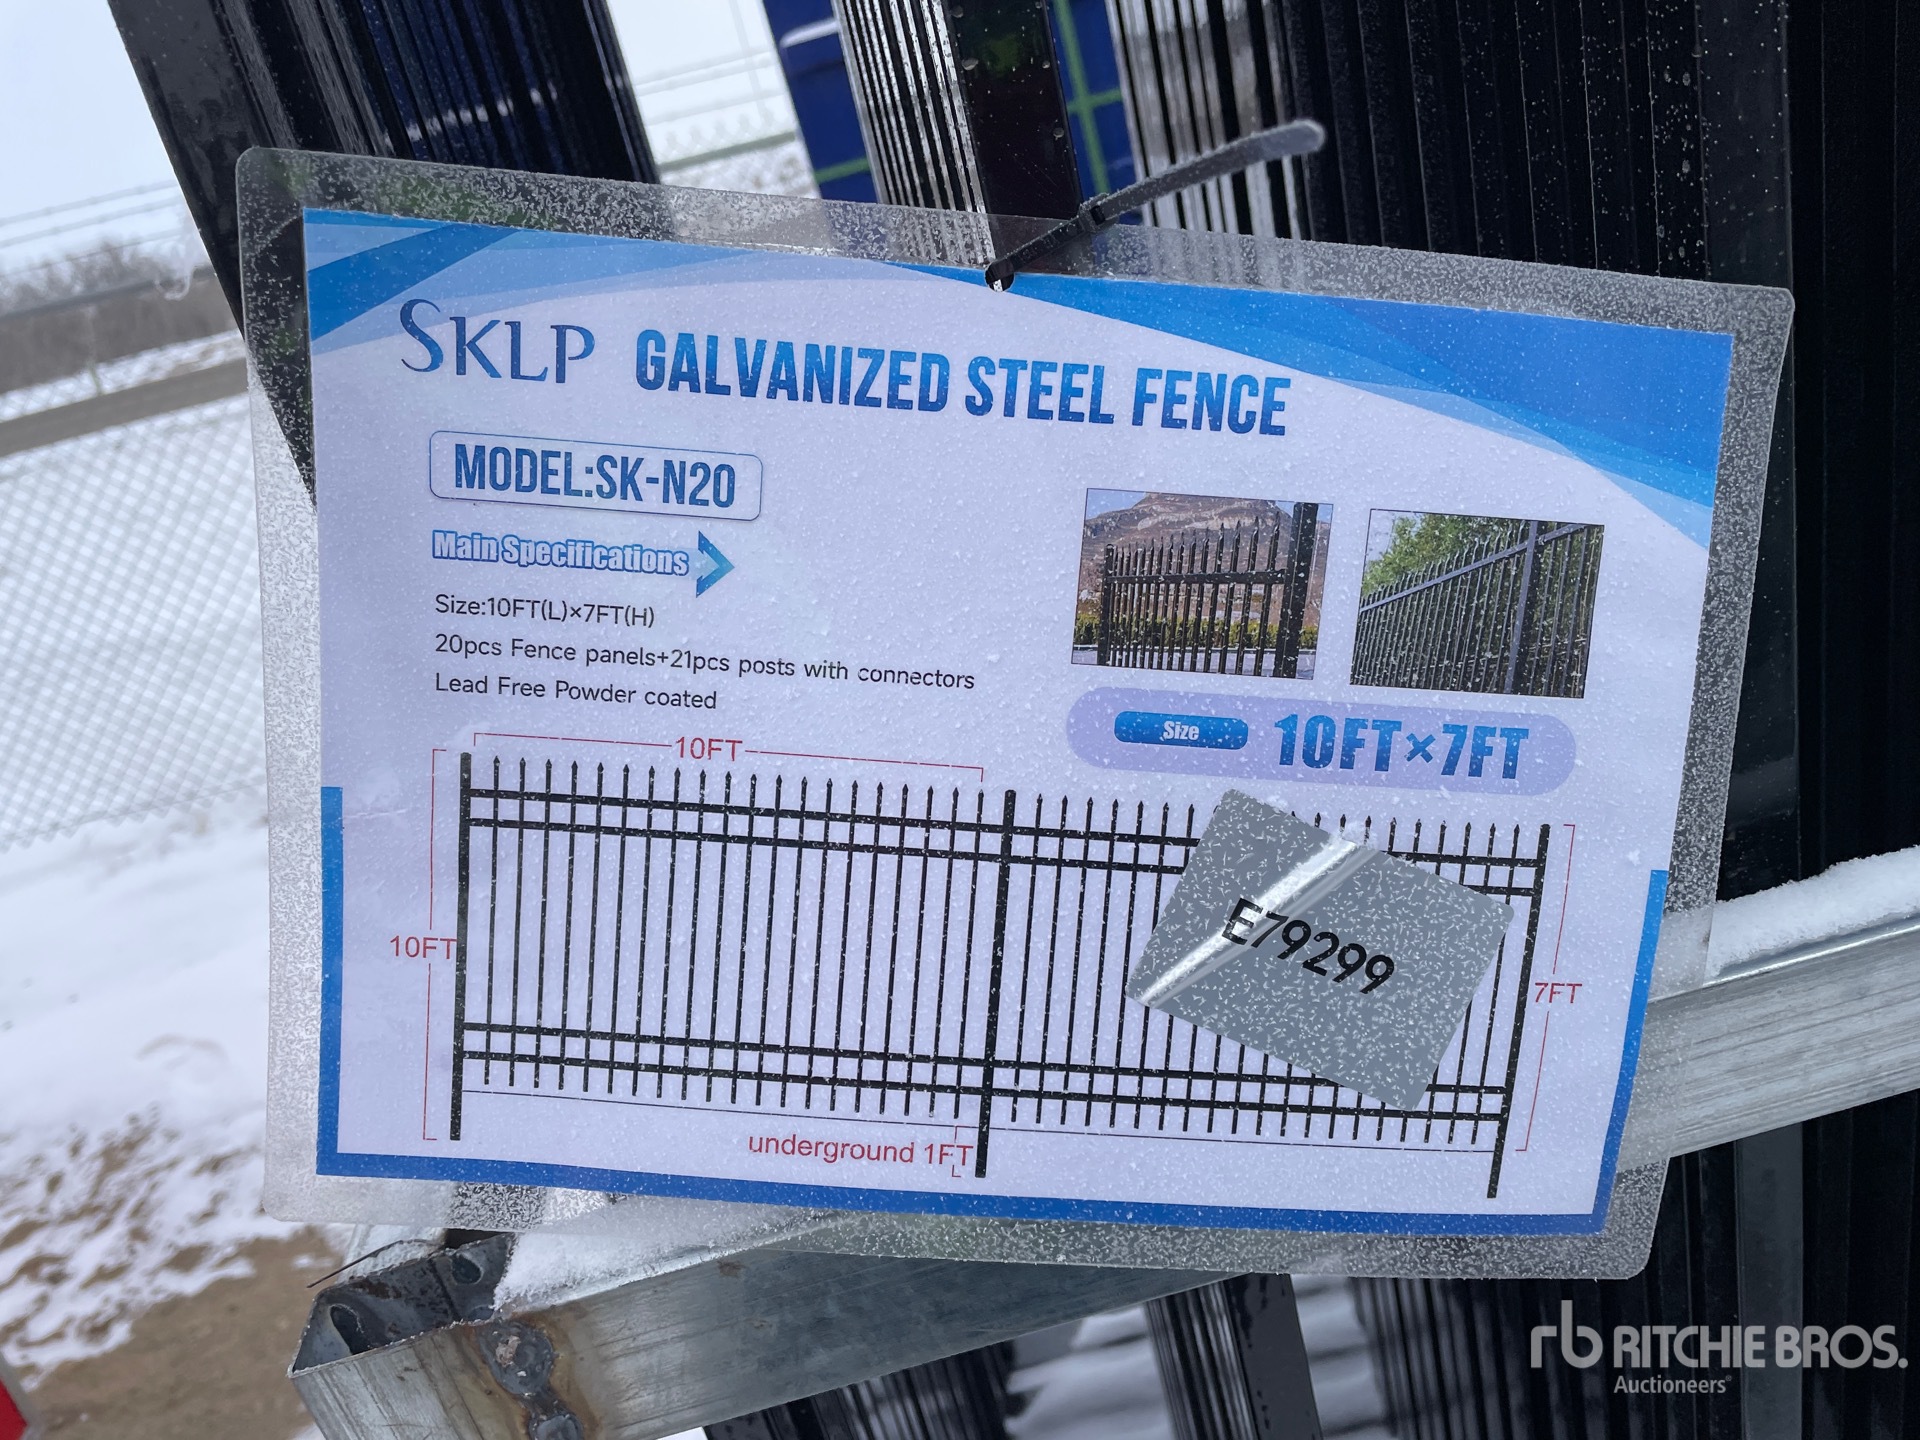 SKLP GALVANIZED STEEL FENCE
MODEL:SK-N20
Main Specifications
Size:10FT(L)×7FT(H)
20pcs Fence panels+21pcs posts with connectors
Lead Free Powder coated
Size 10FT×7FT
10FT
10FT
E79299
7FT
underground 1FT
rb RITCHIE BROS.
Auctioneers